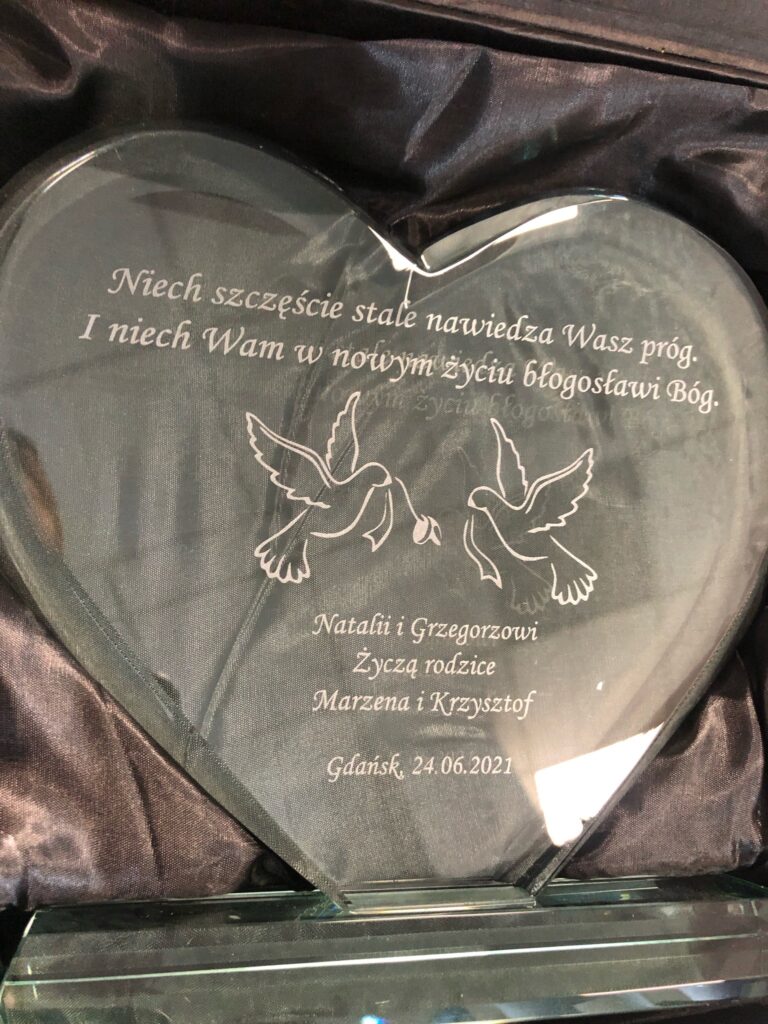 Niech szczęście stale nawiedza Wasz próg.
I niech Wam w nowym życiu błogosławi Bóg.
Natalii i Grzegorzowi
Życzą rodzice
Marzena i Krzysztof
Gdańsk, 24.06.2021